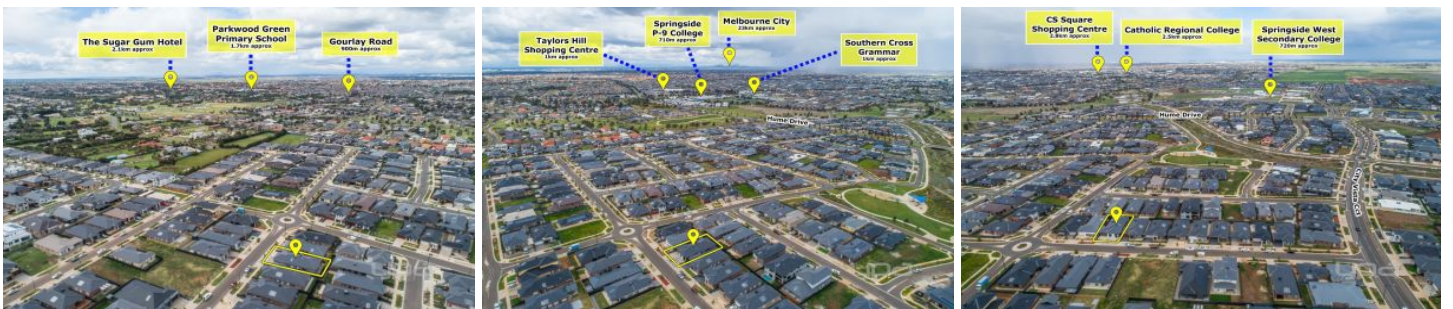 The Sugar Gum Hotel
2.1km approx
Parkwood Green
Primary School
1.7km approx
Gourlay Road
900m approx
Taylors Hill
Shopping Centre
1km approx
Springside
P-9 College
710m approx
Melbourne City
23km approx
Southern Cross
Grammar
1km approx
Hume Drive
CS Square
Shopping Centre
Catholic Regional College
2.5km approx
Springside West
Secondary College
720m approx
Hume Drive
City Vista Crt